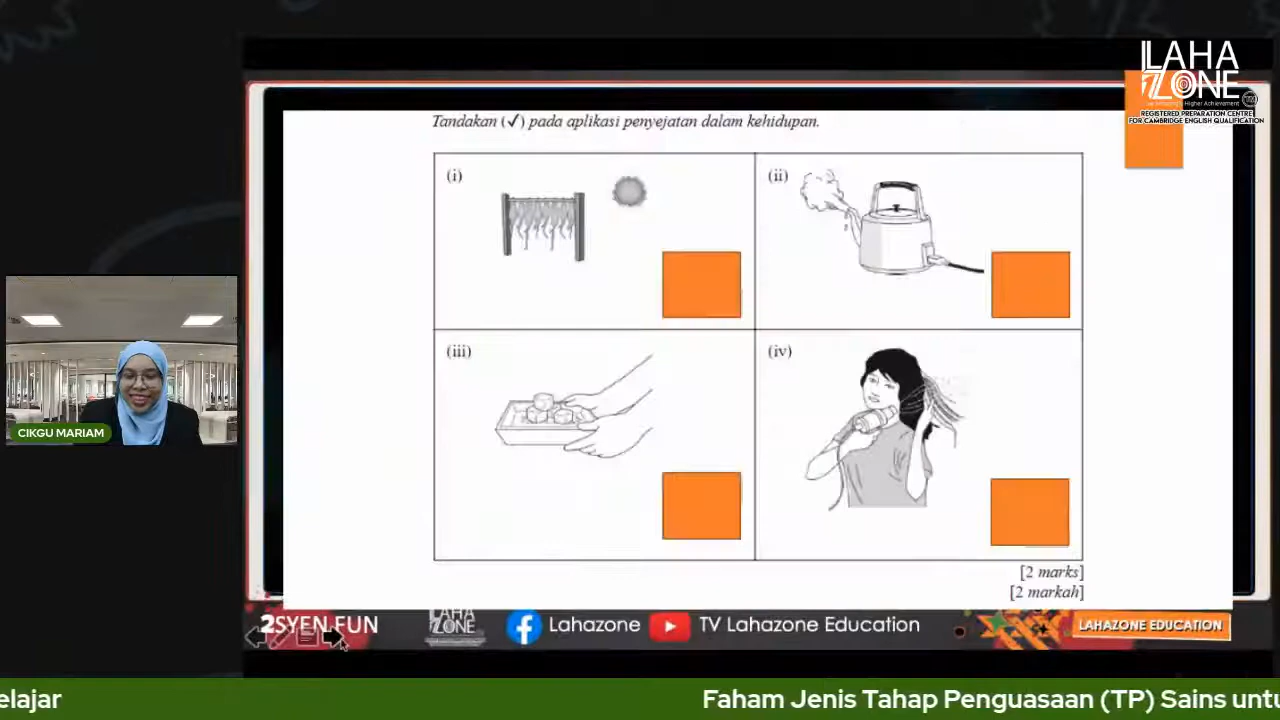 LAHA
ZONE
REGISTERED PREPARATION CENTRE
FOR CAMBRIDGE ENGLISH QUALIFICATION
Tandakan (✓) pada aplikasi penyejatan dalam kehidupan.
(i)
(ii)
(iii)
(iv)
[2 marks]
[2 markah]
CIKGU MARIAM
2SYEN.FUN
LAHA
ZONE
Lahazone
TV Lahazone Education
LAHAZONE EDUCATION
elajar
Faham Jenis Tahap Penguasaan (TP) Sains untu